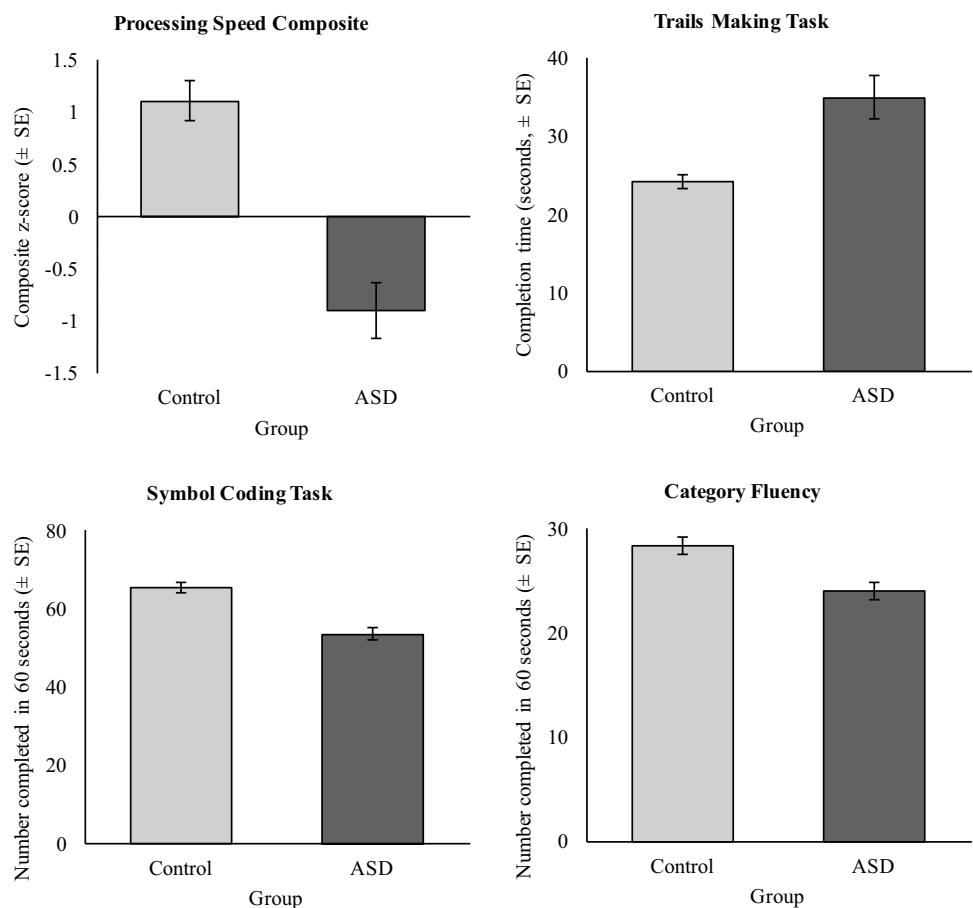 Processing Speed Composite
Composite z-score (± SE)
1.5
1
0.5
0
-0.5
-1
-1.5
Control
ASD
Group
Trails Making Task
Completion time (seconds, ± SE)
40
30
20
10
0
Control
ASD
Group
Symbol Coding Task
Number completed in 60 seconds (± SE)
80
60
40
20
0
Control
ASD
Group
Category Fluency
Number completed in 60 seconds (± SE)
30
20
10
0
Control
ASD
Group